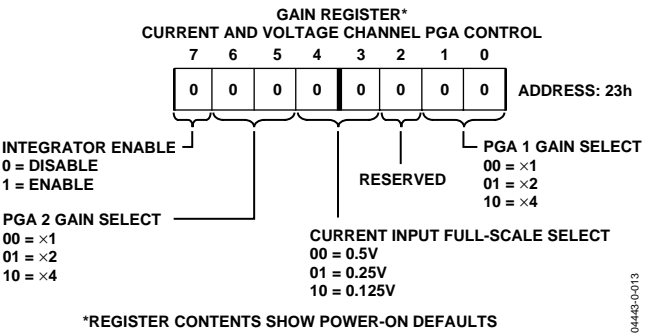 GAIN REGISTER*
CURRENT AND VOLTAGE CHANNEL PGA CONTROL
7 6 5 4 3 2 1 0
0 0 0 0 0 0 0 0 ADDRESS: 23h
INTEGRATOR ENABLE
0 = DISABLE
1 = ENABLE
PGA 2 GAIN SELECT
00 = ×1
01 = ×2
10 = ×4
CURRENT INPUT FULL-SCALE SELECT
00 = 0.5V
01 = 0.25V
10 = 0.125V
RESERVED
PGA 1 GAIN SELECT
00 = ×1
01 = ×2
10 = ×4
*REGISTER CONTENTS SHOW POWER-ON DEFAULTS
04443-0-013